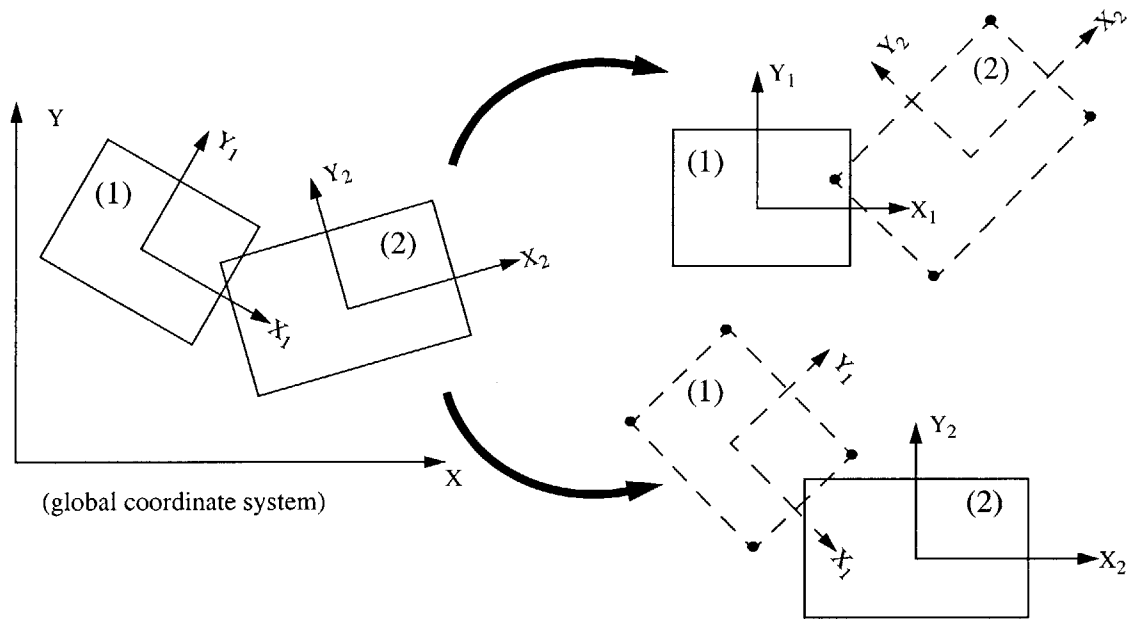 Y
Y1
(1)
X1
Y2
(2)
X2
X
(global coordinate system)
Y1
(1)
X1
Y2
(2)
X2
(1)
Y1
X1
Y2
(2)
X2